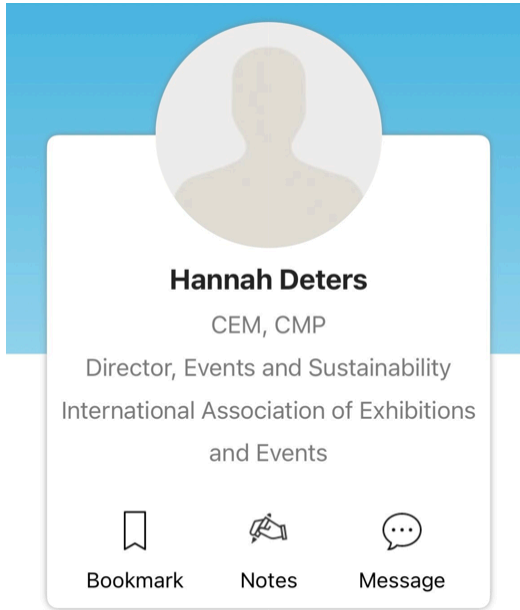 Hannah Deters
CEM, CMP
Director, Events and Sustainability
International Association of Exhibitions
and Events
Bookmark
Notes
Message